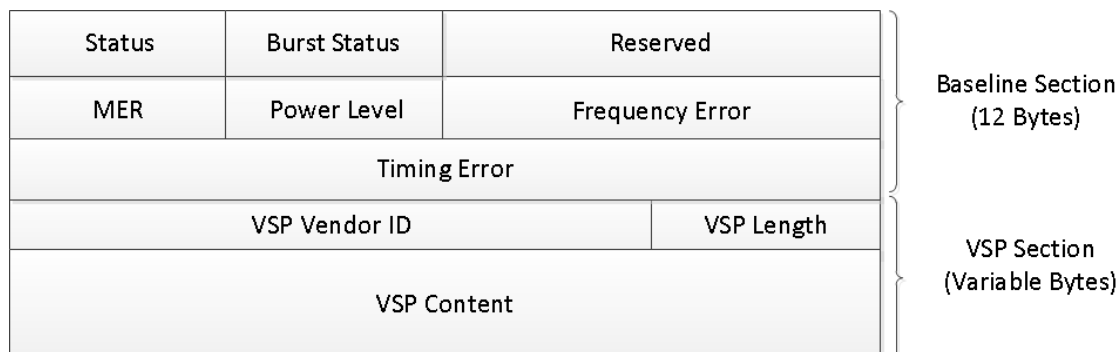 Status
Burst Status
Reserved
MER
Power Level
Frequency Error
Timing Error
Baseline Section
(12 Bytes)
VSP Vendor ID
VSP Length
VSP Content
VSP Section
(Variable Bytes)